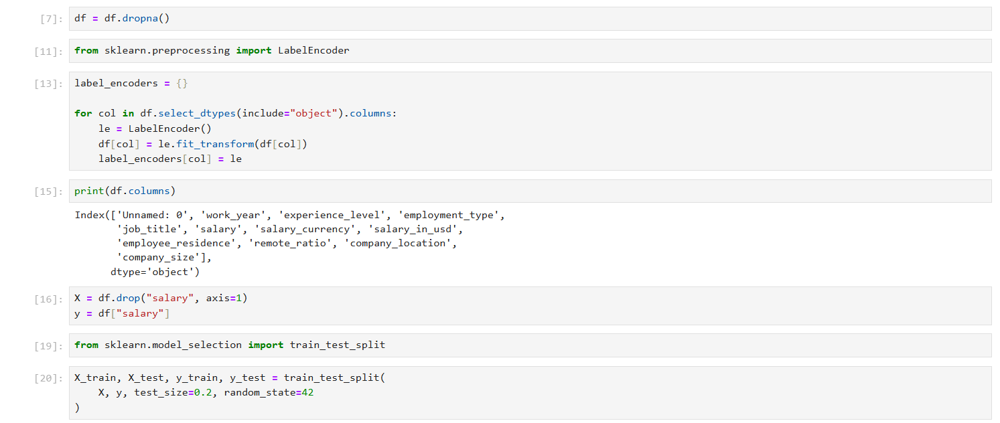 [7]: df = df.dropna()
[11]: from sklearn.preprocessing import LabelEncoder
[13]: label_encoders = {}

for col in df.select_dtypes(include="object").columns:
    le = LabelEncoder()
    df[col] = le.fit_transform(df[col])
    label_encoders[col] = le
[15]: print(df.columns)
Index(['Unnamed: 0', 'work_year', 'experience_level', 'employment_type',
       'job_title', 'salary', 'salary_currency', 'salary_in_usd',
       'employee_residence', 'remote_ratio', 'company_location',
       'company_size'],
      dtype='object')
[16]: X = df.drop("salary", axis=1)
y = df["salary"]
[19]: from sklearn.model_selection import train_test_split
[20]: X_train, X_test, y_train, y_test = train_test_split(
    X, y, test_size=0.2, random_state=42
)